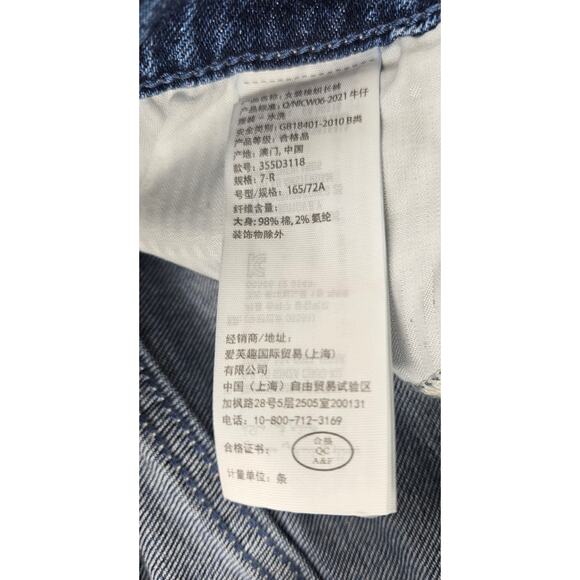 产品名称: 女装梭织长裤
产品标准: Q/NICW06-2021 牛仔
服装 - 水洗
安全类别: GB18401-2010 B类
产品等级: 合格品
产地: 澳门, 中国
款号: 355D3118
规格: 7-R
号型/规格: 165/72A
纤维含量:
大身: 98% 棉, 2% 氨纶
装饰物除外
经销商/地址:
爱芙趣国际贸易(上海)
有限公司
中国（上海）自由贸易试验区
加枫路28号5层2505室200131
电话: 10-800-712-3169
合格证书:
合格
QC
A&F
计量单位: 条